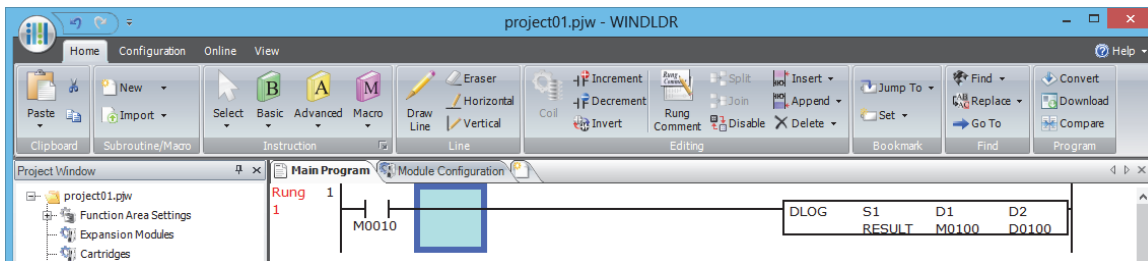 project01.pjw - WINDLDR
Home Configuration Online View Help
Paste New Import Select Basic Advanced Macro Draw Line Eraser Horizontal Vertical Coil Increment Decrement Invert Rung Comment Split Join Disable Insert Append Delete Jump To Set Find Replace Go To Convert Download Compare
Clipboard Subroutine/Macro Instruction Line Editing Bookmark Find Program
Project Window Main Program Module Configuration
project01.pjw
Function Area Settings
Expansion Modules
Cartridges
Rung 1
1
M0010
DLOG S1 D1 D2
RESULT M0100 D0100